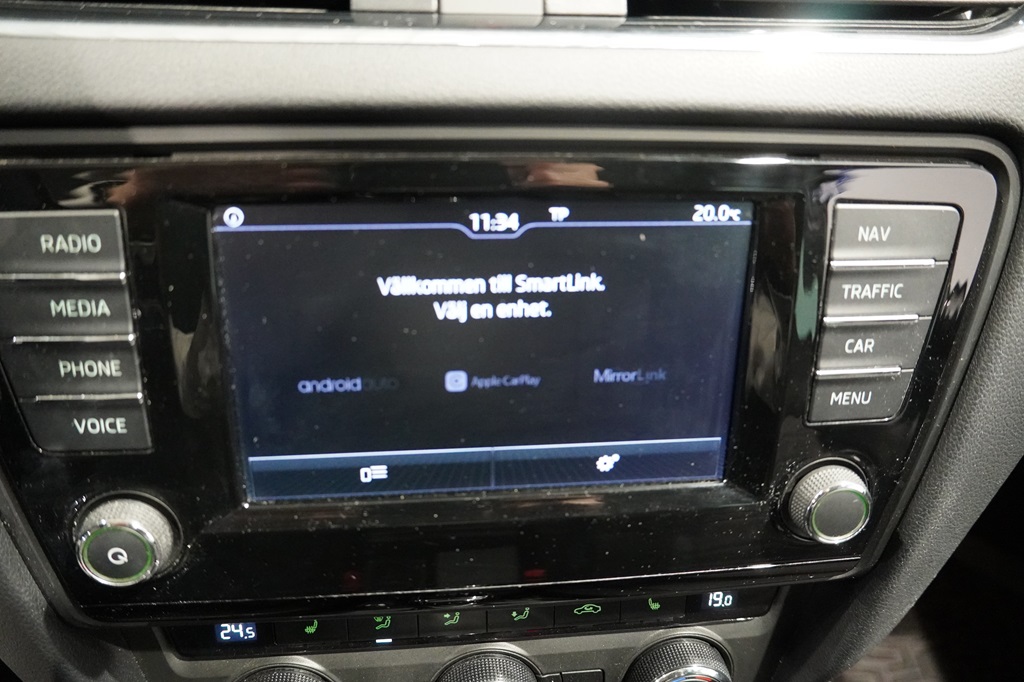 11:34 TP 20.0°C
RADIO
MEDIA
PHONE
VOICE
Välkommen till SmartLink.
Välj en enhet.
androidauto Apple CarPlay MirrorLink
NAV
TRAFFIC
CAR
MENU
24.5
19.0